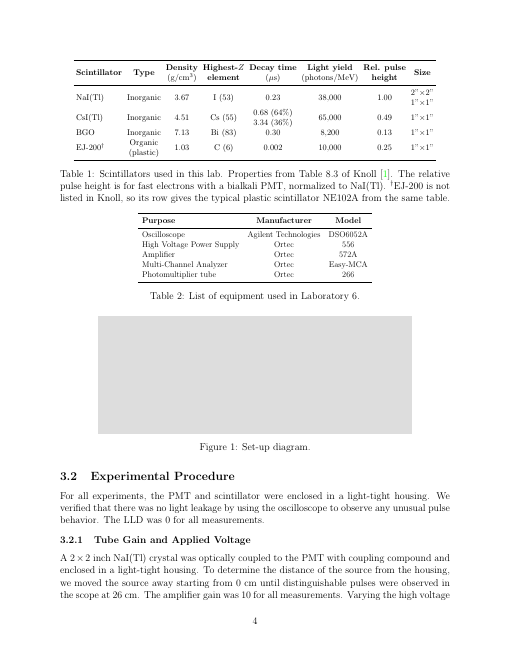 Scintillator Type Density (g/cm³) Highest-Z element Decay time (μs) Light yield (photons/MeV) Rel. pulse height Size
NaI(Tl) Inorganic 3.67 I (53) 0.23 38,000 1.00 2"×2" 1"×1"
CsI(Tl) Inorganic 4.51 Cs (55) 0.68 (64%) 3.34 (36%) 65,000 0.49 1"×1"
BGO Inorganic 7.13 Bi (83) 0.30 8,200 0.13 1"×1"
EJ-200† Organic (plastic) 1.03 C (6) 0.002 10,000 0.25 1"×1"
Table 1: Scintillators used in this lab. Properties from Table 8.3 of Knoll [1]. The relative
pulse height is for fast electrons with a bialkali PMT, normalized to NaI(Tl). †EJ-200 is not
listed in Knoll, so its row gives the typical plastic scintillator NE102A from the same table.
Purpose Manufacturer Model
Oscilloscope Agilent Technologies DSO6052A
High Voltage Power Supply Ortec 556
Amplifier Ortec 572A
Multi-Channel Analyzer Ortec Easy-MCA
Photomultiplier tube Ortec 266
Table 2: List of equipment used in Laboratory 6.
Figure 1: Set-up diagram.
3.2 Experimental Procedure
For all experiments, the PMT and scintillator were enclosed in a light-tight housing. We
verified that there was no light leakage by using the oscilloscope to observe any unusual pulse
behavior. The LLD was 0 for all measurements.
3.2.1 Tube Gain and Applied Voltage
A 2 × 2 inch NaI(Tl) crystal was optically coupled to the PMT with coupling compound and
enclosed in a light-tight housing. To determine the distance of the source from the housing,
we moved the source away starting from 0 cm until distinguishable pulses were observed in
the scope at 26 cm. The amplifier gain was 10 for all measurements. Varying the high voltage
4